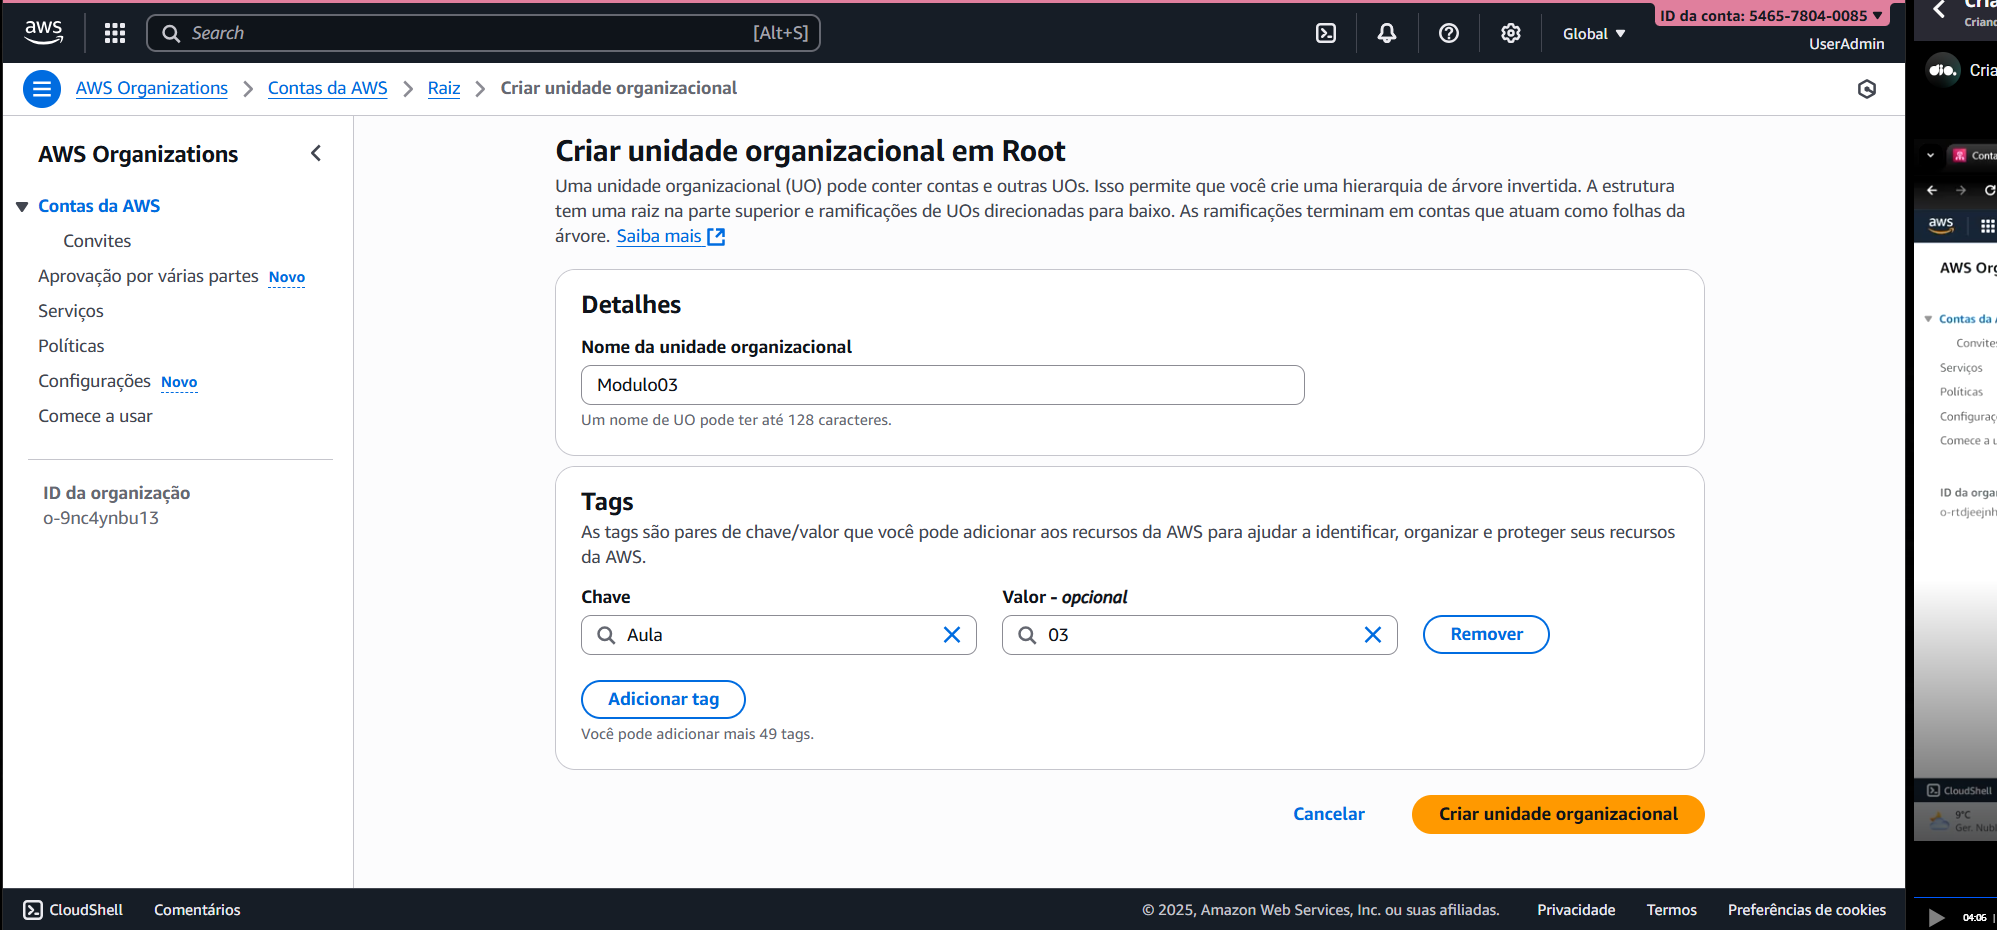 aws
Search
[Alt+S]
Global
ID da conta: 5465-7804-0085
UserAdmin
AWS Organizations
Contas da AWS
Raiz
Criar unidade organizacional
AWS Organizations
Contas da AWS
Convites
Aprovação por várias partes Novo
Serviços
Políticas
Configurações Novo
Comece a usar
ID da organização
o-9nc4ynbu13
Criar unidade organizacional em Root
Uma unidade organizacional (UO) pode conter contas e outras UOs. Isso permite que você crie uma hierarquia de árvore invertida. A estrutura
tem uma raiz na parte superior e ramificações de UOs direcionadas para baixo. As ramificações terminam em contas que atuam como folhas da
árvore. Saiba mais
Detalhes
Nome da unidade organizacional
Modulo03
Um nome de UO pode ter até 128 caracteres.
Tags
As tags são pares de chave/valor que você pode adicionar aos recursos da AWS para ajudar a identificar, organizar e proteger seus recursos
da AWS.
Chave
Valor - opcional
Aula
03
Remover
Adicionar tag
Você pode adicionar mais 49 tags.
Cancelar
Criar unidade organizacional
CloudShell
Comentários
© 2025, Amazon Web Services, Inc. ou suas afiliadas.
Privacidade
Termos
Preferências de cookies
dio.
Cria
Conta
aws
AWS Org
Contas da
Convites
Serviços
Políticas
Configuraç
Comece a u
ID da orga
o-rtdjeejnh
CloudShell
9°C
Ger. Nubl
04:06